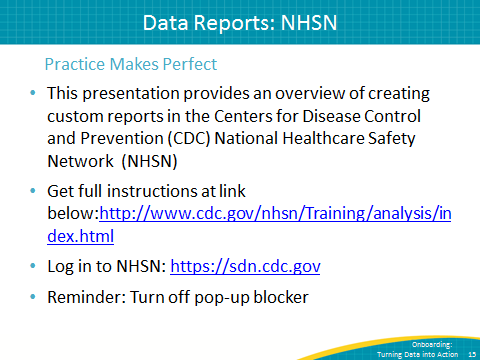 Data Reports: NHSN
Practice Makes Perfect
• This presentation provides an overview of creating
custom reports in the Centers for Disease Control
and Prevention (CDC) National Healthcare Safety
Network (NHSN)
• Get full instructions at link
below:http://www.cdc.gov/nhsn/Training/analysis/in
dex.html
• Log in to NHSN: https://sdn.cdc.gov
• Reminder: Turn off pop-up blocker
Onboarding:
Turning Data into Action 15